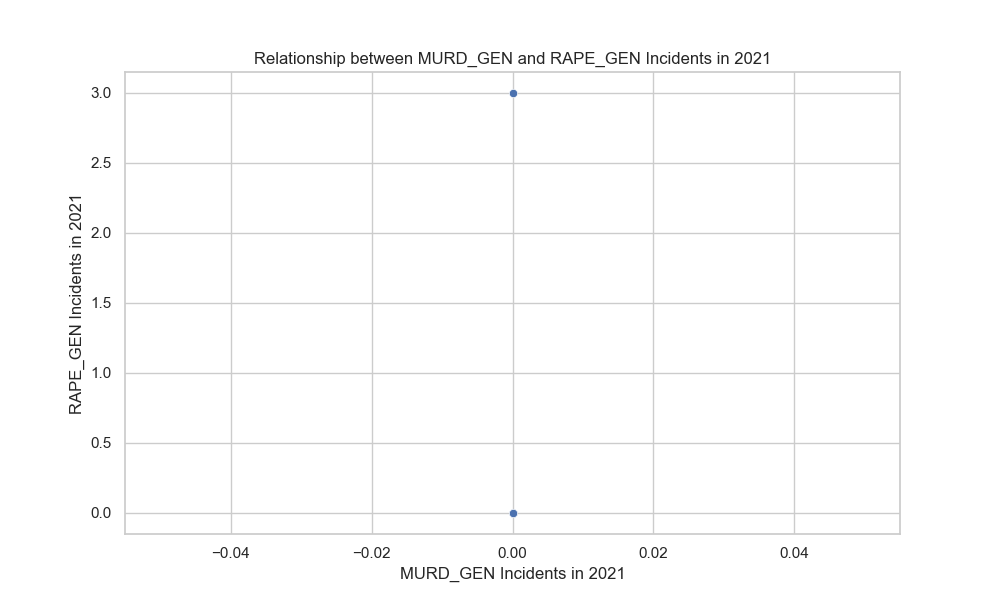 Relationship between MURD_GEN and RAPE_GEN Incidents in 2021
3.0
2.5
2.0
1.5
1.0
0.5
0.0
RAPE_GEN Incidents in 2021
−0.04 −0.02 0.00 0.02 0.04
MURD_GEN Incidents in 2021